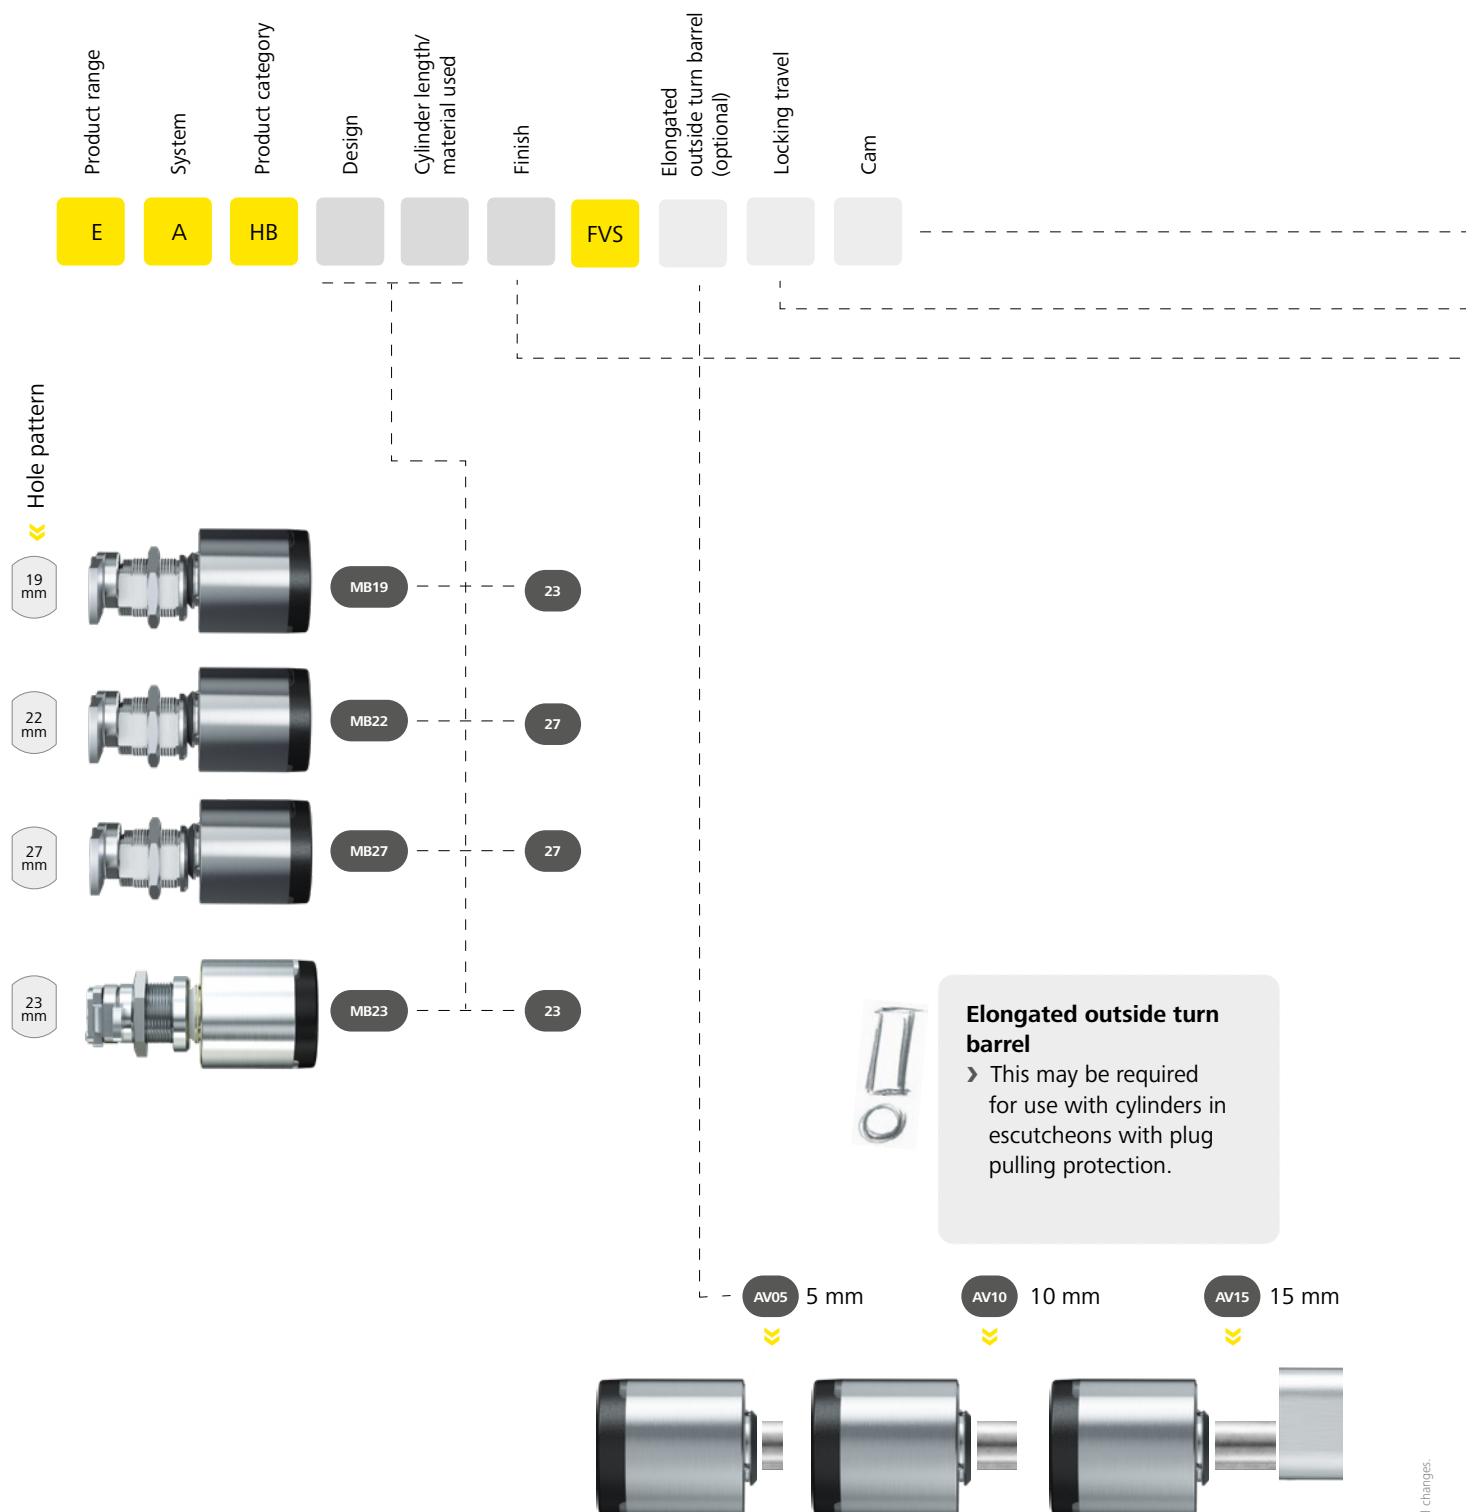 Product range
System
Product category
Design
Cylinder length/
material used
Finish
Elongated
outside turn barrel
(optional)
Locking travel
Cam
E
A
HB
FVS
Hole pattern
19
mm
MB19
23
22
mm
MB22
27
27
mm
MB27
27
23
mm
MB23
23
Elongated outside turn
barrel
❯ This may be required
for use with cylinders in
escutcheons with plug
pulling protection.
AV05 5 mm
AV10 10 mm
AV15 15 mm
changes.